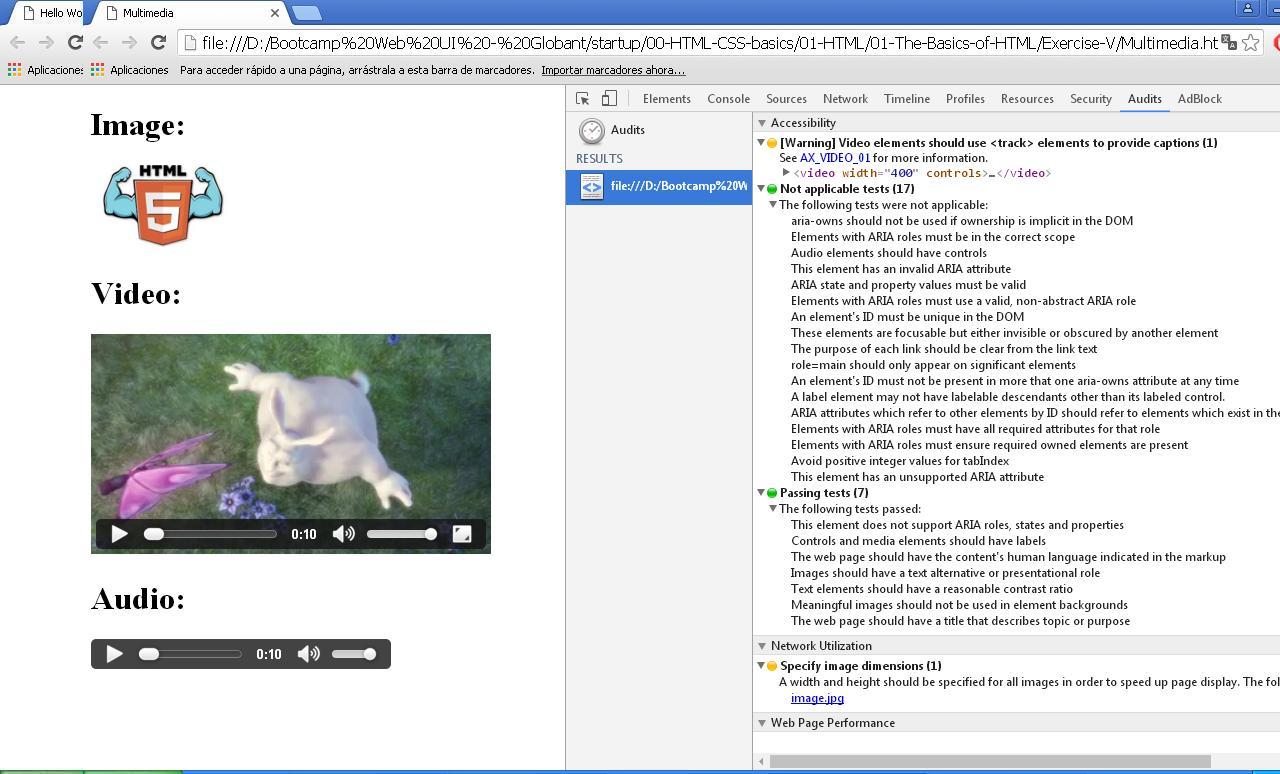 Hello Wo
Multimedia
file:///D:/Bootcamp%20Web%20UI%20-%20Globant/startup/00-HTML-CSS-basics/01-HTML/01-The-Basics-of-HTML/Exercise-V/Multimedia.ht
Aplicaciones
Aplicaciones
Para acceder rápido a una página, arrástrala a esta barra de marcadores.
Importar marcadores ahora...
Image:
HTML
5
Video:
0:10
Audio:
0:10
Elements Console Sources Network Timeline Profiles Resources Security Audits AdBlock
Audits
RESULTS
file:///D:/Bootcamp%20W
Accessibility
[Warning] Video elements should use <track> elements to provide captions (1)
See AX_VIDEO_01 for more information.
<video width="400" controls>…</video>
Not applicable tests (17)
The following tests were not applicable:
aria-owns should not be used if ownership is implicit in the DOM
Elements with ARIA roles must be in the correct scope
Audio elements should have controls
This element has an invalid ARIA attribute
ARIA state and property values must be valid
Elements with ARIA roles must use a valid, non-abstract ARIA role
An element's ID must be unique in the DOM
These elements are focusable but either invisible or obscured by another element
The purpose of each link should be clear from the link text
role=main should only appear on significant elements
An element's ID must not be present in more that one aria-owns attribute at any time
A label element may not have labelable descendants other than its labeled control.
ARIA attributes which refer to other elements by ID should refer to elements which exist in the
Elements with ARIA roles must have all required attributes for that role
Elements with ARIA roles must ensure required owned elements are present
Avoid positive integer values for tabIndex
This element has an unsupported ARIA attribute
Passing tests (7)
The following tests passed:
This element does not support ARIA roles, states and properties
Controls and media elements should have labels
The web page should have the content's human language indicated in the markup
Images should have a text alternative or presentational role
Text elements should have a reasonable contrast ratio
Meaningful images should not be used in element backgrounds
The web page should have a title that describes topic or purpose
Network Utilization
Specify image dimensions (1)
A width and height should be specified for all images in order to speed up page display. The fol
image.jpg
Web Page Performance